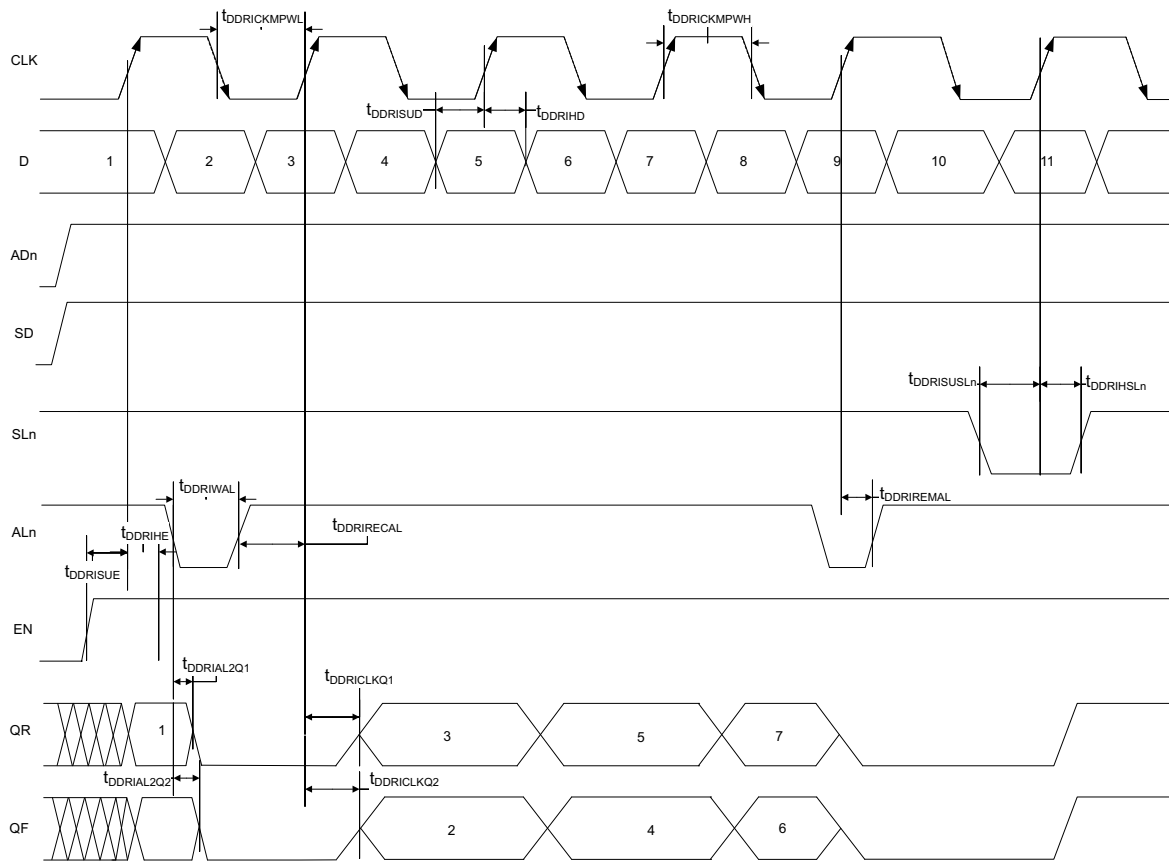 tDDRICKMPWL tDDRICKMPWH
CLK
tDDRISUD tDDRIHD
D 1 2 3 4 5 6 7 8 9 10 11
ADn
SD
tDDRISUSLn tDDRIHSLn
SLn
tDDRIWAL tDDRIREMAL
ALn tDDRIHE tDDRIRECAL
tDDRISUE
EN
tDDRIAL2Q1 tDDRICLKQ1
QR 1 3 5 7
tDDRIAL2Q2 tDDRICLKQ2
QF 2 4 6